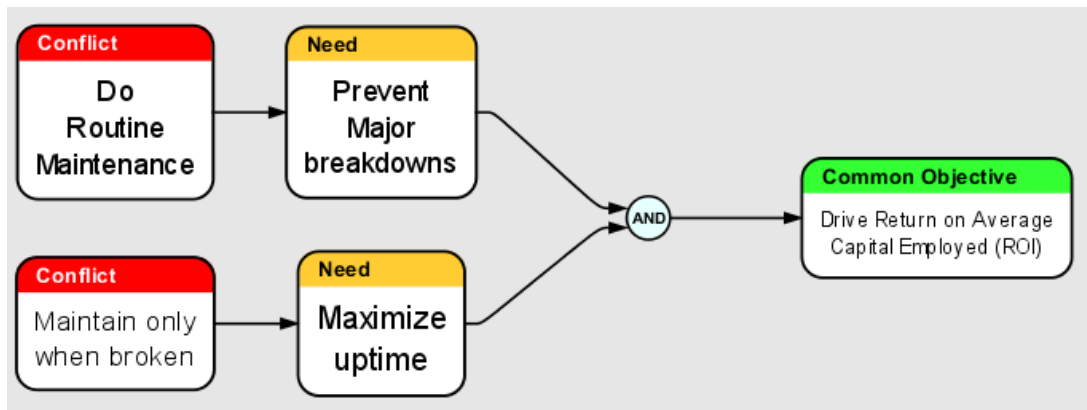 Conflict
Do
Routine
Maintenance
Need
Prevent
Major
breakdowns
Conflict
Maintain only
when broken
Need
Maximize
uptime
AND
Common Objective
Drive Return on Average
Capital Employed (ROI)